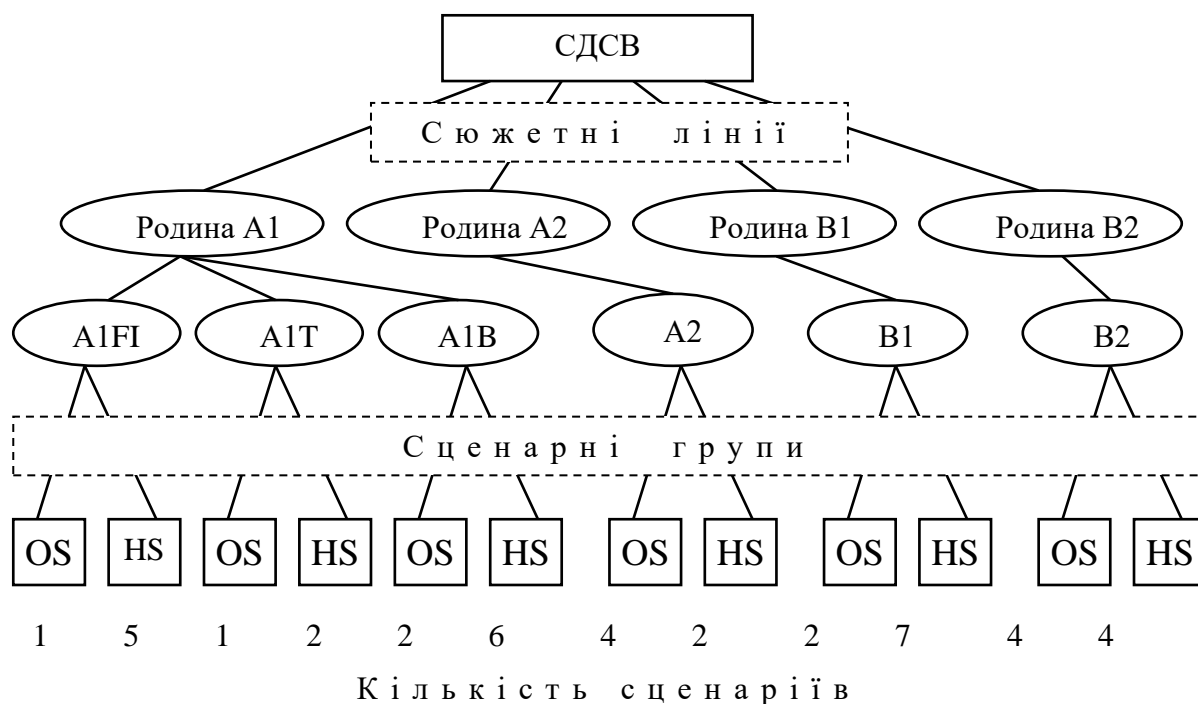 СДСВ
Сюжетні лінії
Родина А1 Родина А2 Родина В1 Родина В2
A1FI A1T A1B A2 B1 B2
Сценарні групи
OS HS OS HS OS HS OS HS OS HS OS HS
1 5 1 2 2 6 4 2 2 7 4 4
Кількість сценаріїв